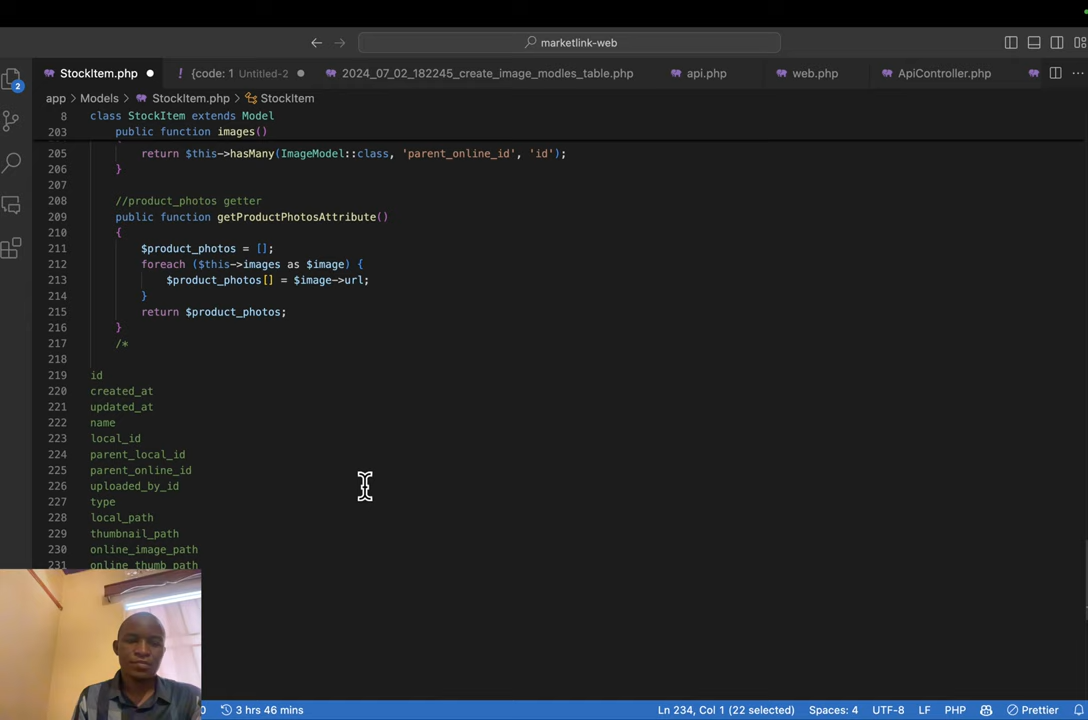 marketlink-web
StockItem.php
{code: 1 Untitled-2
2024_07_02_182245_create_image_modles_table.php
api.php
web.php
ApiController.php
app > Models > StockItem.php > StockItem
8 class StockItem extends Model
203 public function images()
205 return $this->hasMany(ImageModel::class, 'parent_online_id', 'id');
206 }
207
208 //product_photos getter
209 public function getProductPhotosAttribute()
210 {
211 $product_photos = [];
212 foreach ($this->images as $image) {
213 $product_photos[] = $image->url;
214 }
215 return $product_photos;
216 }
217 /*
218
219 id
220 created_at
221 updated_at
222 name
223 local_id
224 parent_local_id
225 parent_online_id
226 uploaded_by_id
227 type
228 local_path
229 thumbnail_path
230 online_image_path
231 online_thumb_path
2
0 3 hrs 46 mins Ln 234, Col 1 (22 selected) Spaces: 4 UTF-8 LF PHP Prettier